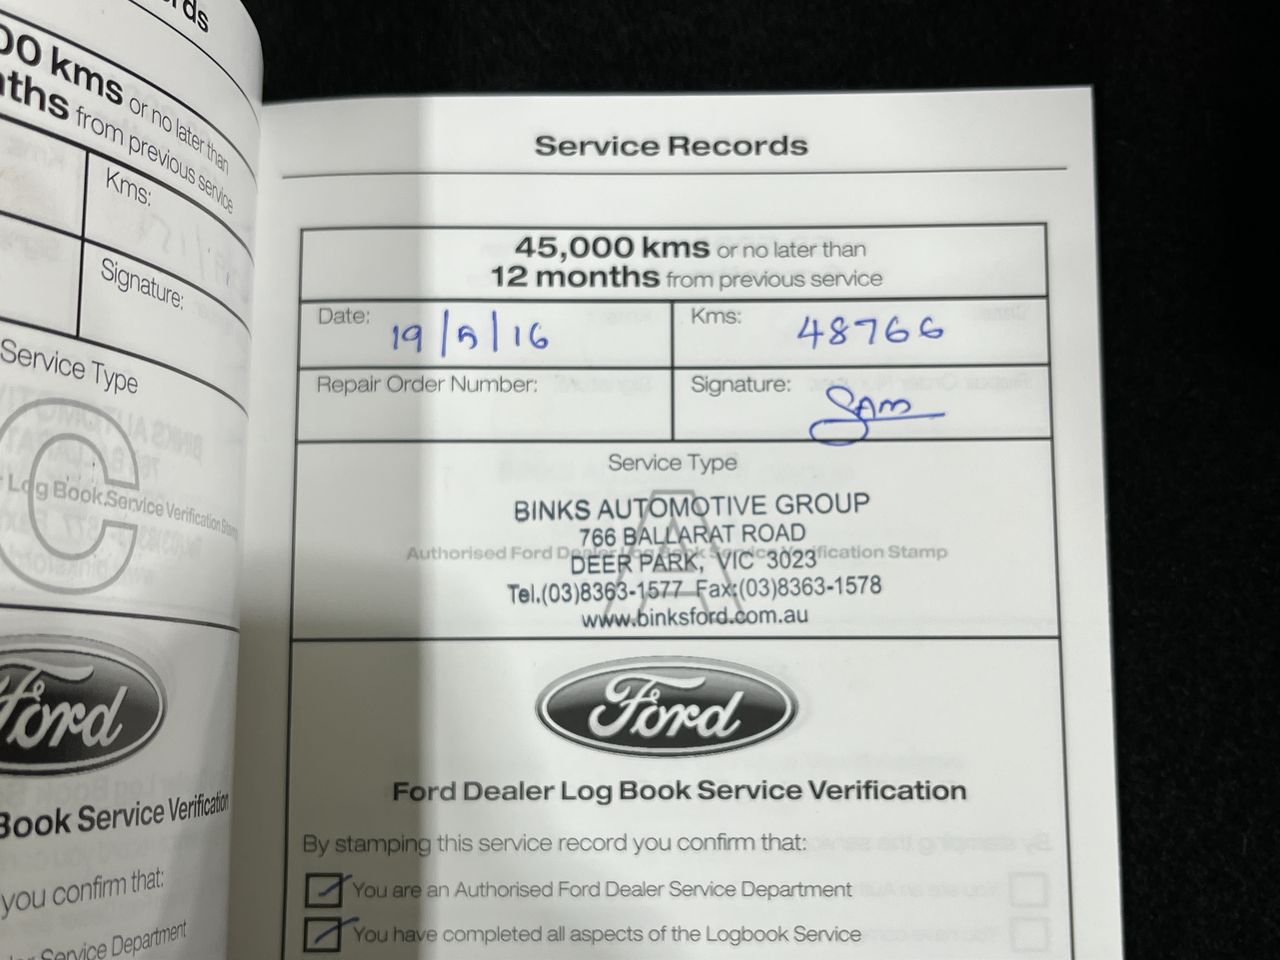 rds
00 kms or no later than
nths from previous service
Kms:
Signature:
Service Type
C
Log Book Service Verification Stamp
Ford
Book Service Verification
you confirm that:
Service Department
Service Records
45,000 kms or no later than
12 months from previous service
Date: 19/5/16
Kms: 48766
Repair Order Number:
Signature: Sam
Service Type
A
Authorised Ford Dealer Log Book Service Verification Stamp
BINKS AUTOMOTIVE GROUP
766 BALLARAT ROAD
DEER PARK, VIC 3023
Tel.(03)8363-1577 Fax:(03)8363-1578
www.binksford.com.au
Ford
Ford Dealer Log Book Service Verification
By stamping this service record you confirm that:
You are an Authorised Ford Dealer Service Department
You have completed all aspects of the Logbook Service